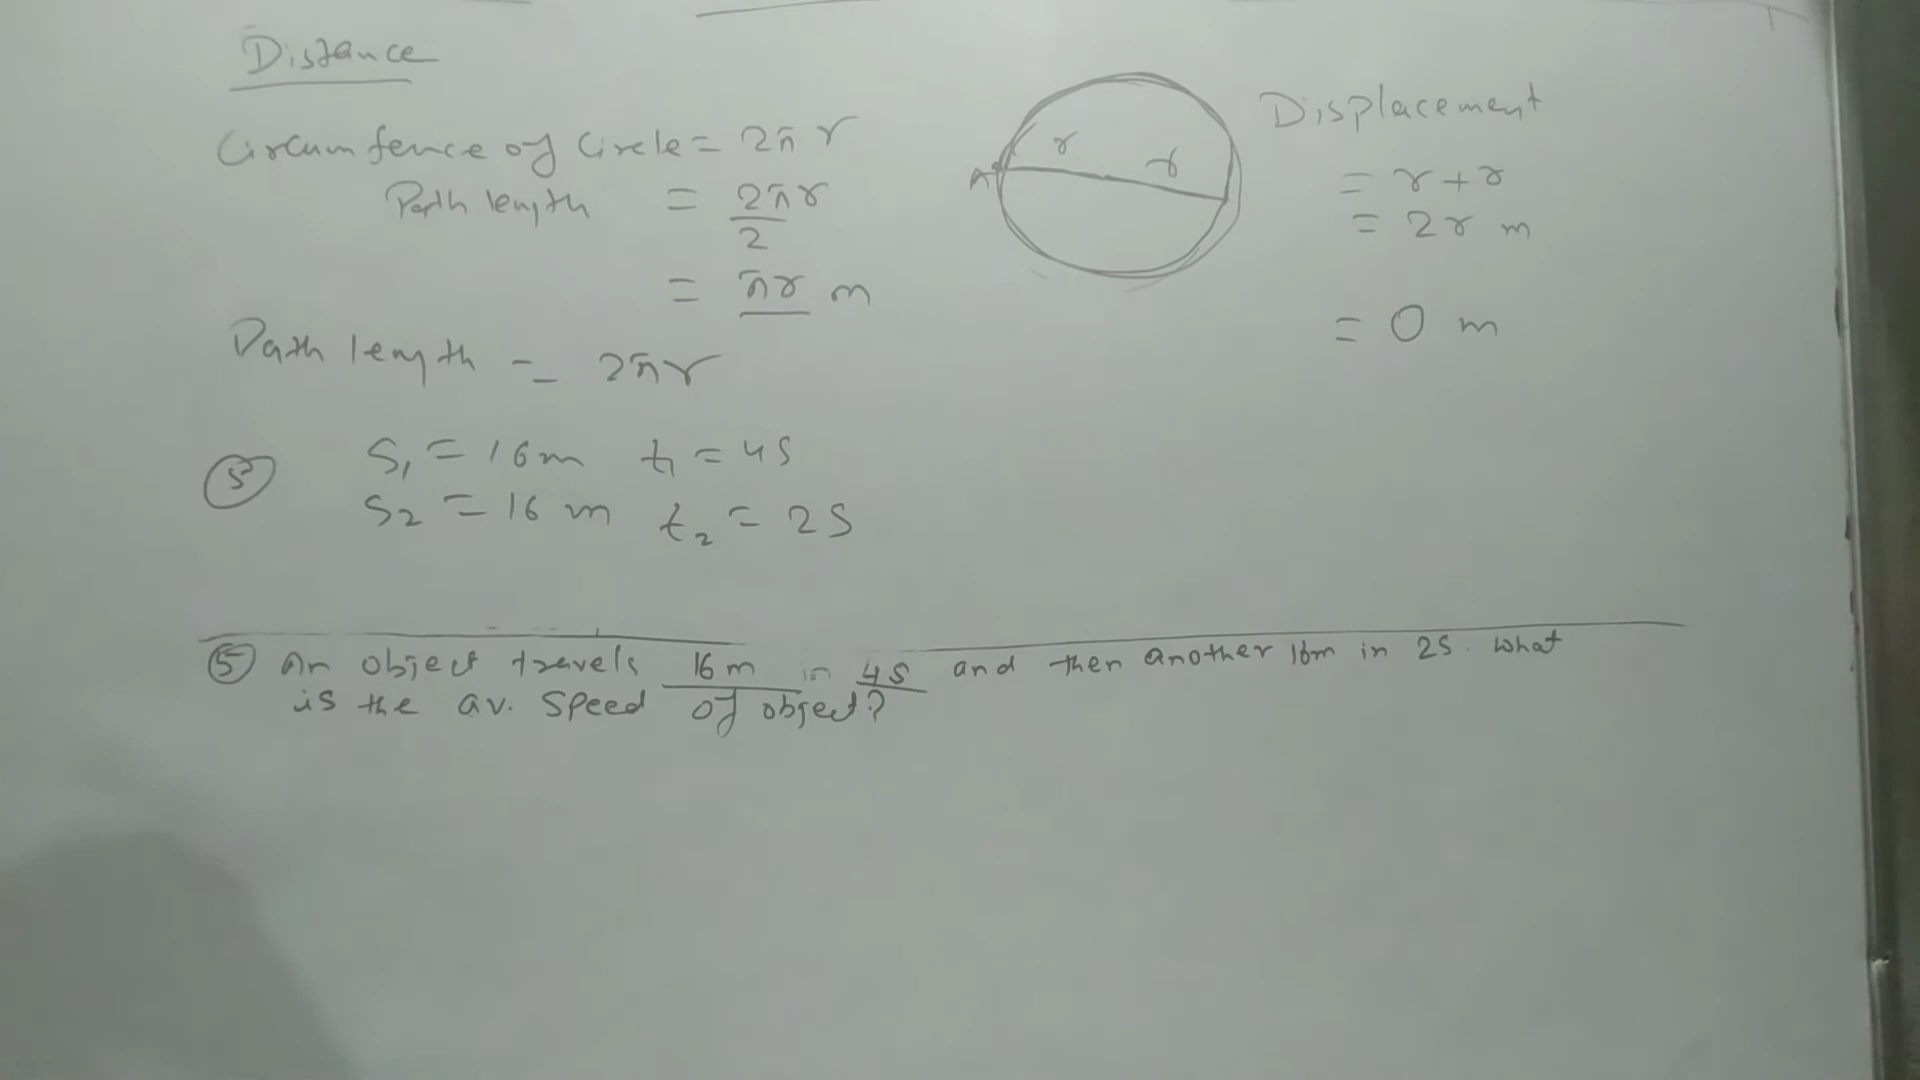 Distance
Circumfence of Circle = 2πr
Path length = 2πr
2
= πr m
Path length = 2πr
A
r
r
Displacement
= r + r
= 2r m
= 0 m
5 S₁ = 16m t₁ = 4S
S₂ = 16 m t₂ = 2S
5 An object travels 16 m in 4S and then another 16m in 2S. What
is the av. Speed of object?